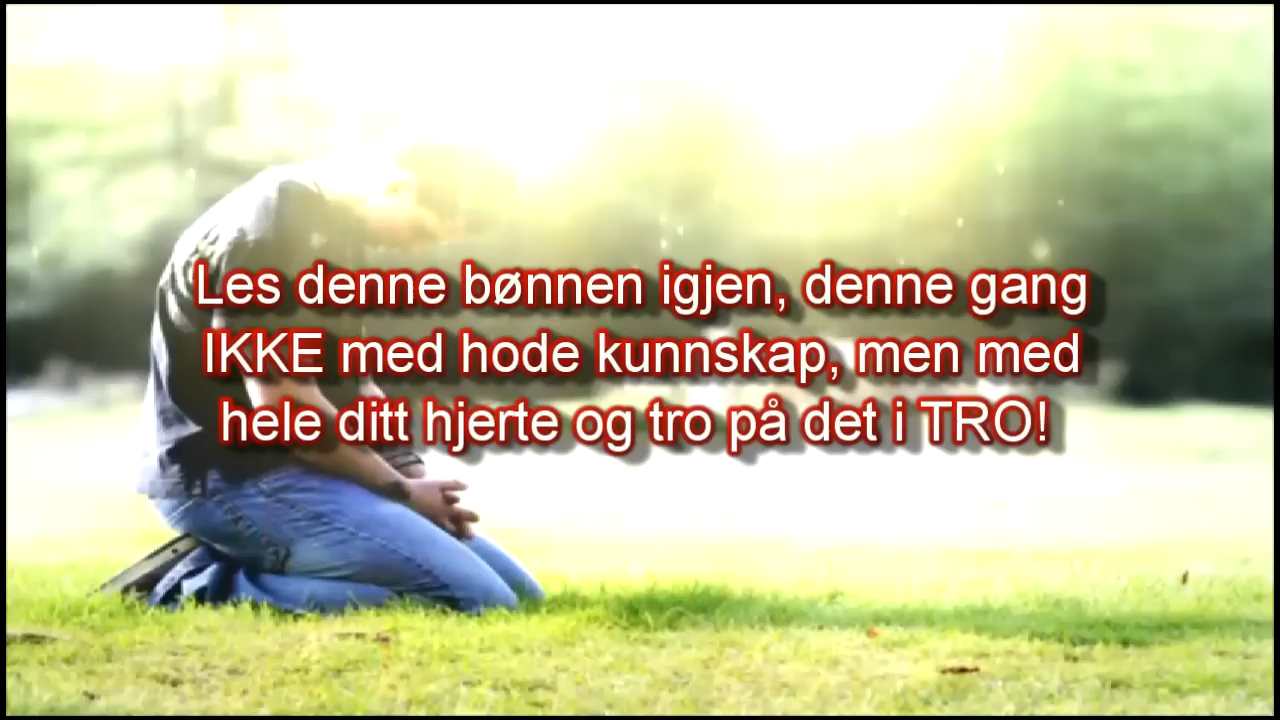 Les denne bønnen igjen, denne gang
IKKE med hode kunnskap, men med
hele ditt hjerte og tro på det i TRO!